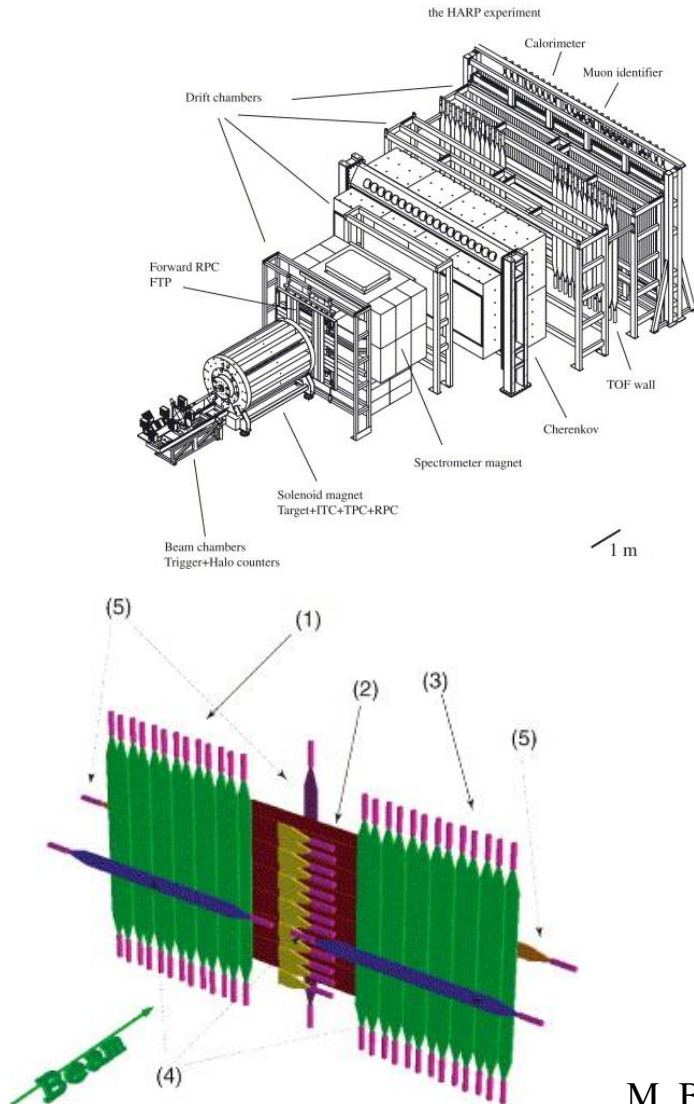 the HARP experiment
Calorimeter
Muon identifier
Drift chambers
Forward RPC
FTP
TOF wall
Cherenkov
Spectrometer magnet
Solenoid magnet
Target+ITC+TPC+RPC
1 m
Beam chambers
Trigger+Halo counters
(5)
(1)
(2)
(3)
(5)
(4)
Beam
M.